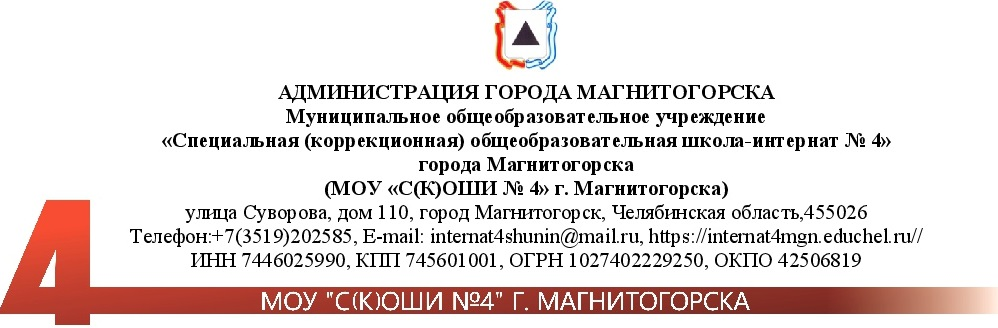 АДМИНИСТРАЦИЯ ГОРОДА МАГНИТОГОРСКА
Муниципальное общеобразовательное учреждение
«Специальная (коррекционная) общеобразовательная школа-интернат № 4»
города Магнитогорска
(МОУ «С(К)ОШИ № 4» г. Магнитогорска)
улица Суворова, дом 110, город Магнитогорск, Челябинская область,455026
Телефон:+7(3519)202585, E-mail: internat4shunin@mail.ru, https://internat4mgn.educhel.ru//
ИНН 7446025990, КПП 745601001, ОГРН 1027402229250, ОКПО 42506819
4
МОУ "С(К)ОШИ №4" Г. МАГНИТОГОРСКА